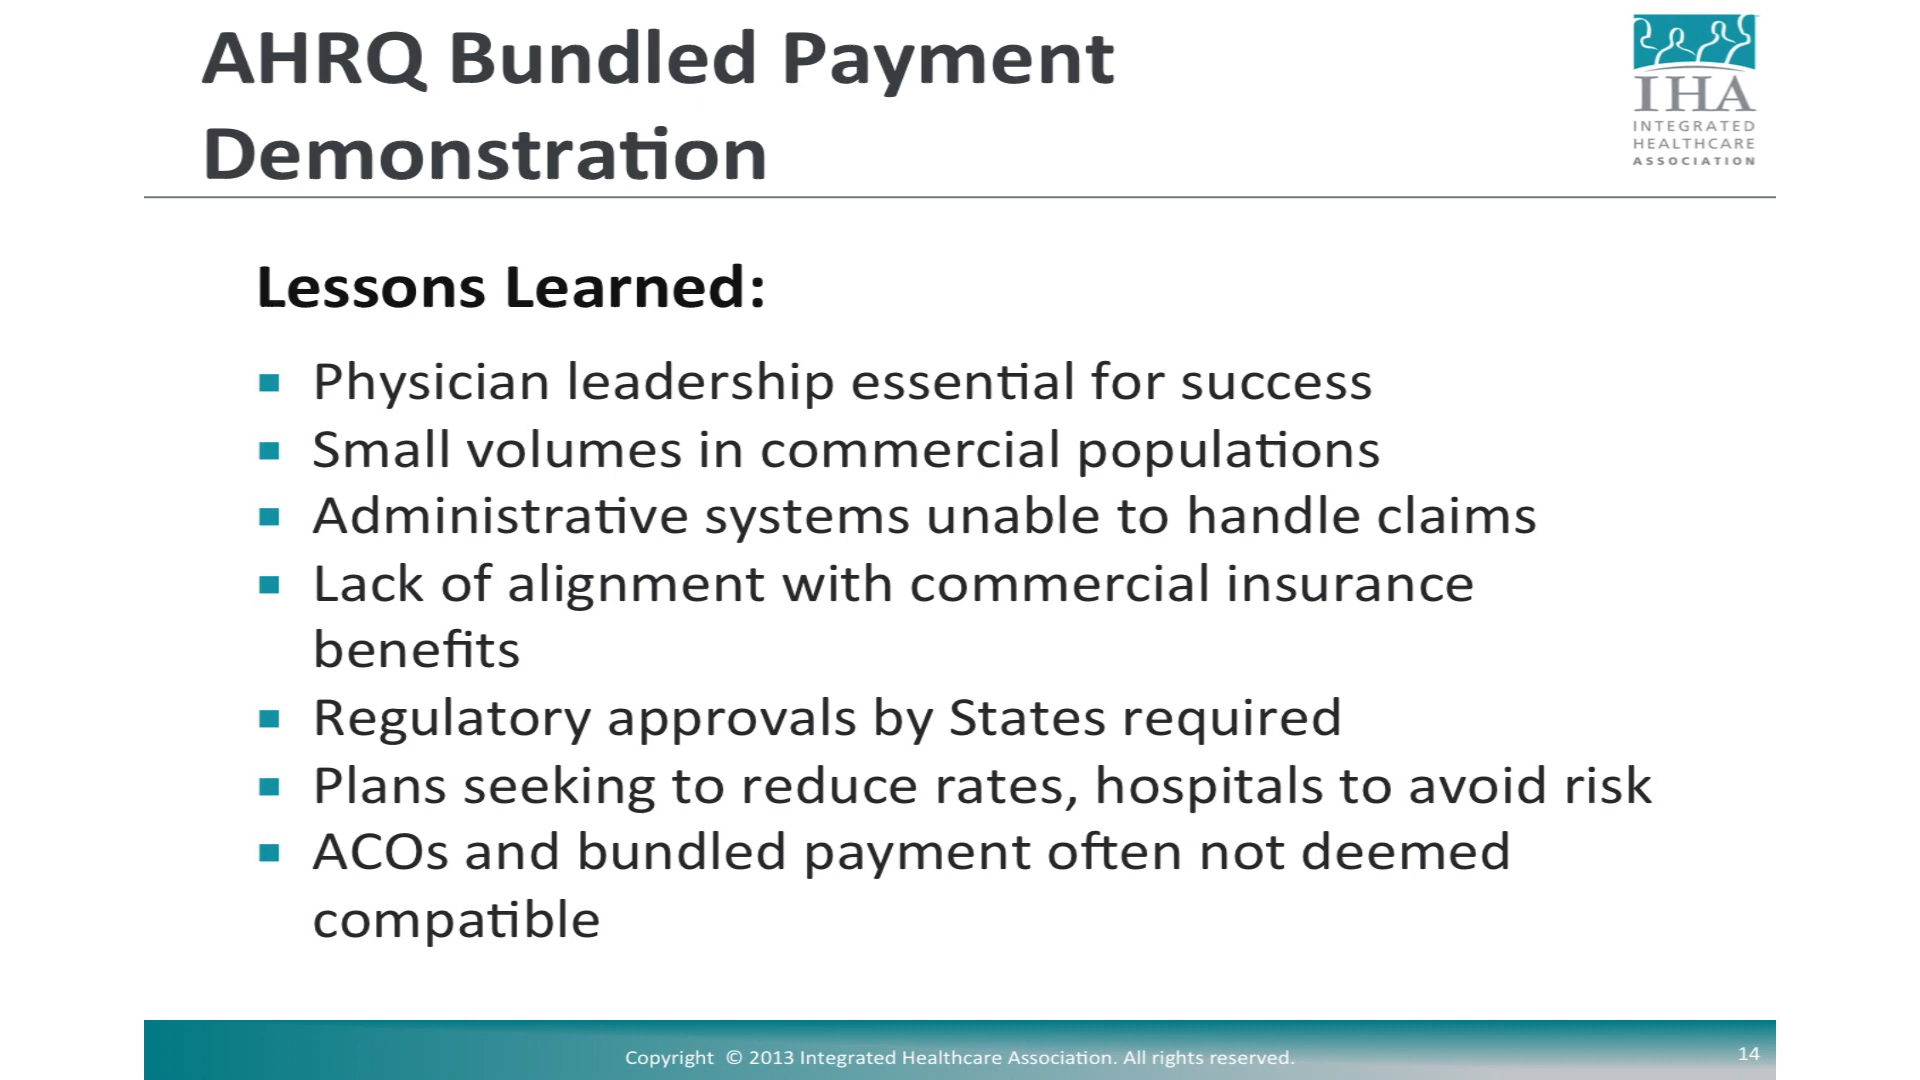 AHRQ Bundled Payment
Demonstration
IHA
INTEGRATED
HEALTHCARE
ASSOCIATION
Lessons Learned:
▪ Physician leadership essential for success
▪ Small volumes in commercial populations
▪ Administrative systems unable to handle claims
▪ Lack of alignment with commercial insurance
benefits
▪ Regulatory approvals by States required
▪ Plans seeking to reduce rates, hospitals to avoid risk
▪ ACOs and bundled payment often not deemed
compatible
Copyright © 2013 Integrated Healthcare Association. All rights reserved.
14